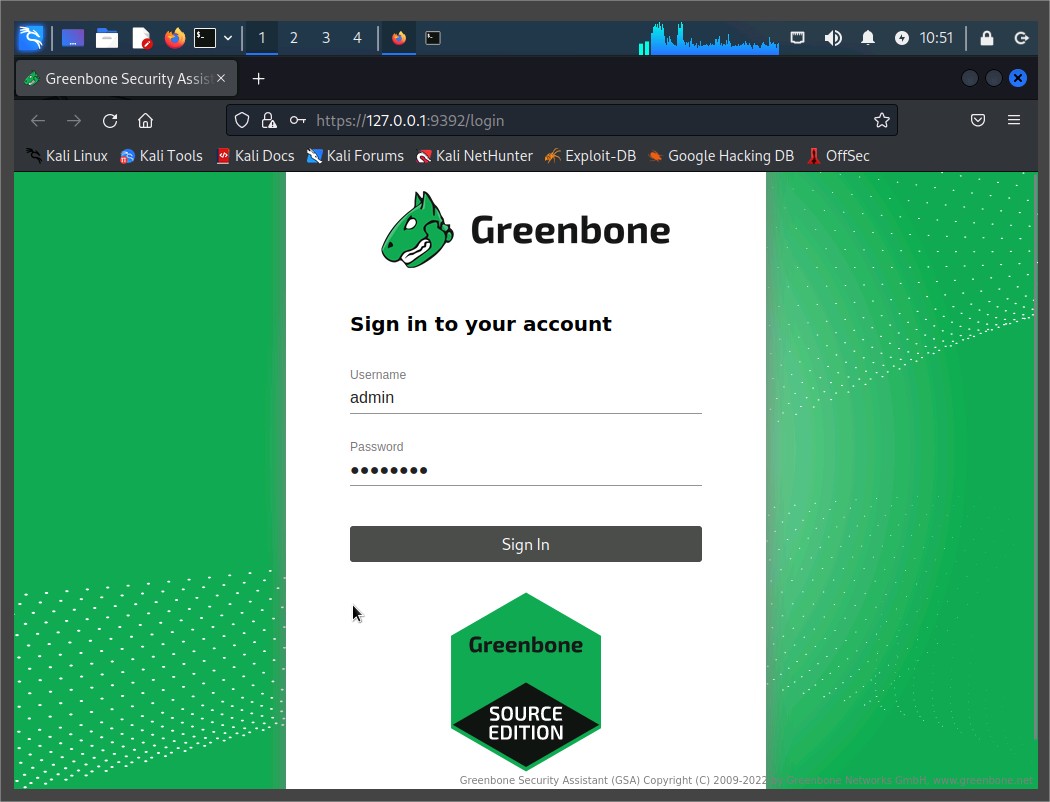 1 2 3 4 10:51
Greenbone Security Assist
https://127.0.0.1:9392/login
Kali Linux Kali Tools Kali Docs Kali Forums Kali NetHunter Exploit-DB Google Hacking DB OffSec
Greenbone
Sign in to your account
Username
admin
Password
••••••••
Sign In
Greenbone
SOURCE
EDITION
Greenbone Security Assistant (GSA) Copyright (C) 2009-2022 by Greenbone Networks GmbH, www.greenbone.net